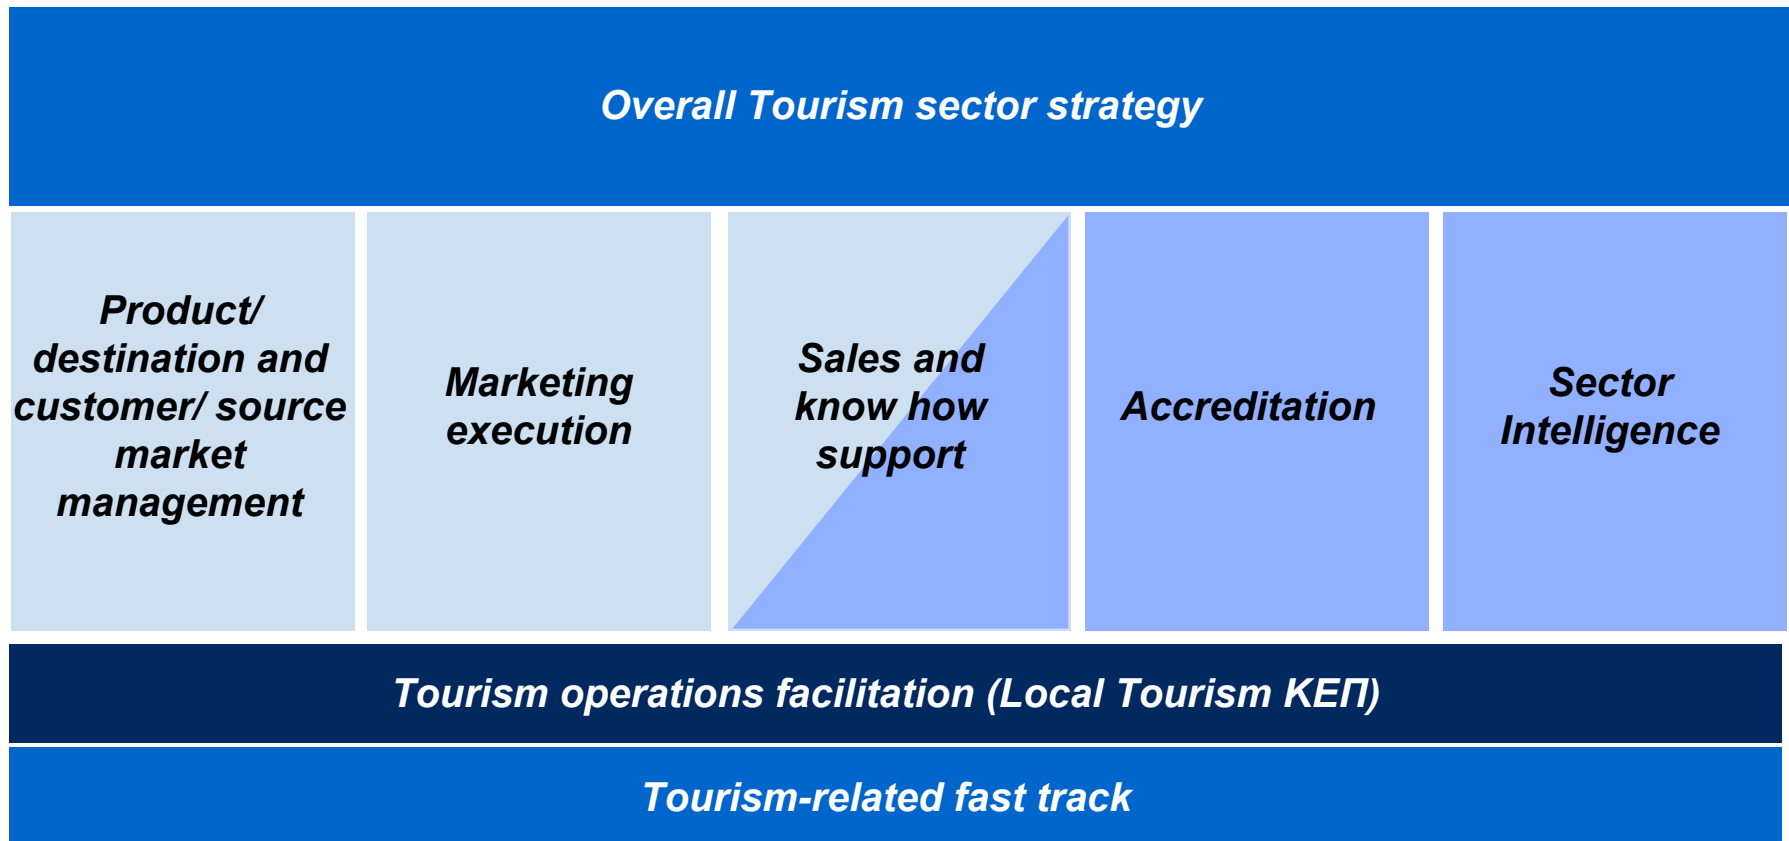 Overall Tourism sector strategy
Product/
destination and
customer/ source
market
management
Marketing
execution
Sales and
know how
support
Accreditation
Sector
Intelligence
Tourism operations facilitation (Local Tourism ΚΕΠ)
Tourism-related fast track